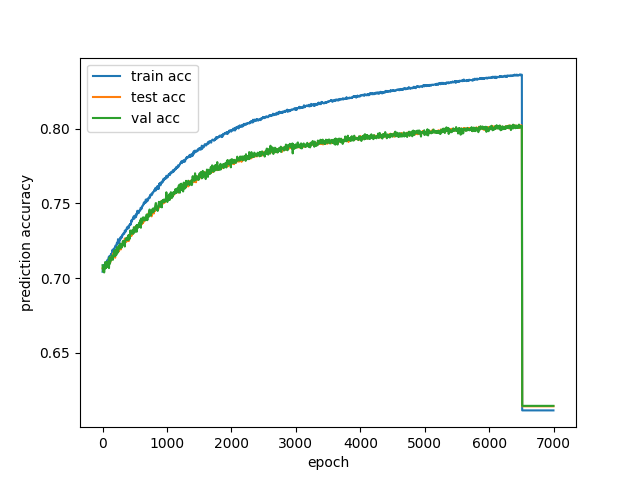 train acc
test acc
val acc
0.80
0.75
0.70
0.65
prediction accuracy
0 1000 2000 3000 4000 5000 6000 7000
epoch